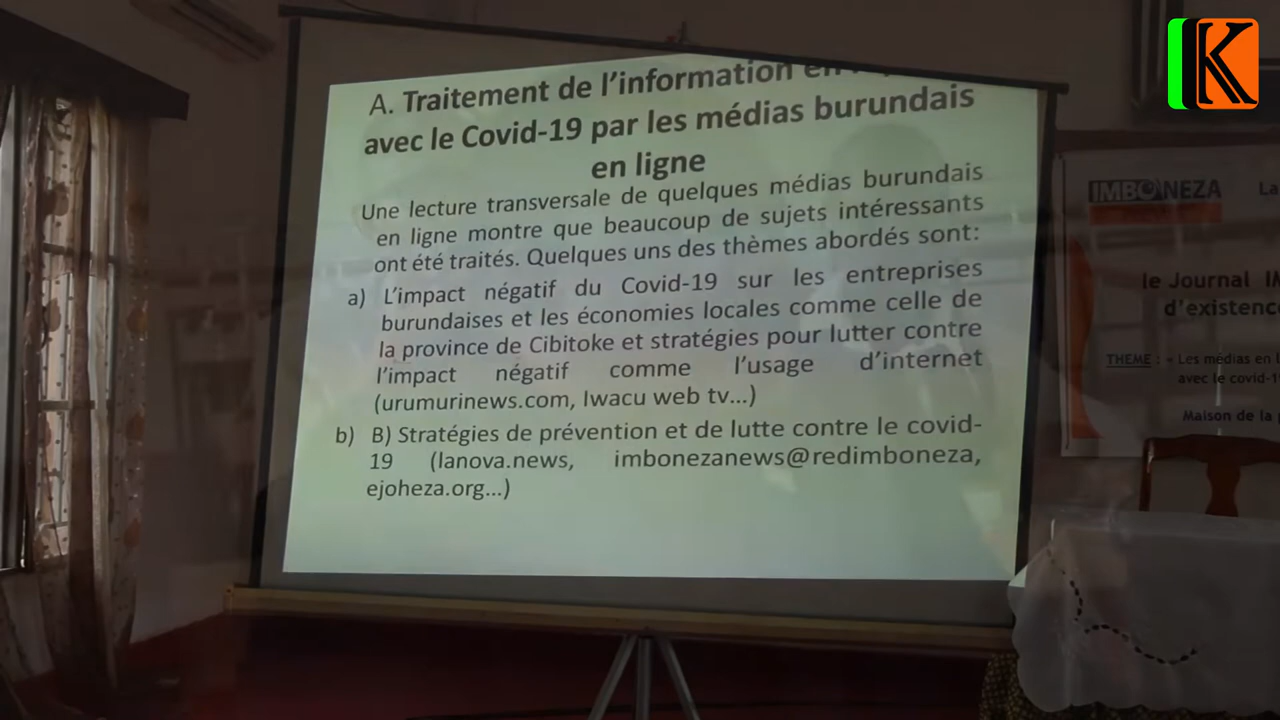 A. Traitement de l'information en
avec le Covid-19 par les médias burundais
en ligne
Une lecture transversale de quelques médias burundais
en ligne montre que beaucoup de sujets intéressants
ont été traités. Quelques uns des thèmes abordés sont:
a) L'impact négatif du Covid-19 sur les entreprises
burundaises et les économies locales comme celle de
la province de Cibitoke et stratégies pour lutter contre
l'impact négatif comme l'usage d'internet
(urumurinews.com, Iwacu web tv...)
b) B) Stratégies de prévention et de lutte contre le covid-
19 (lanova.news, imbonezanews@redimboneza,
ejoheza.org...)
K
IMBONEZA
le Journal
d'existenc
THEME : « Les médias en
avec le covid-1
Maison de la